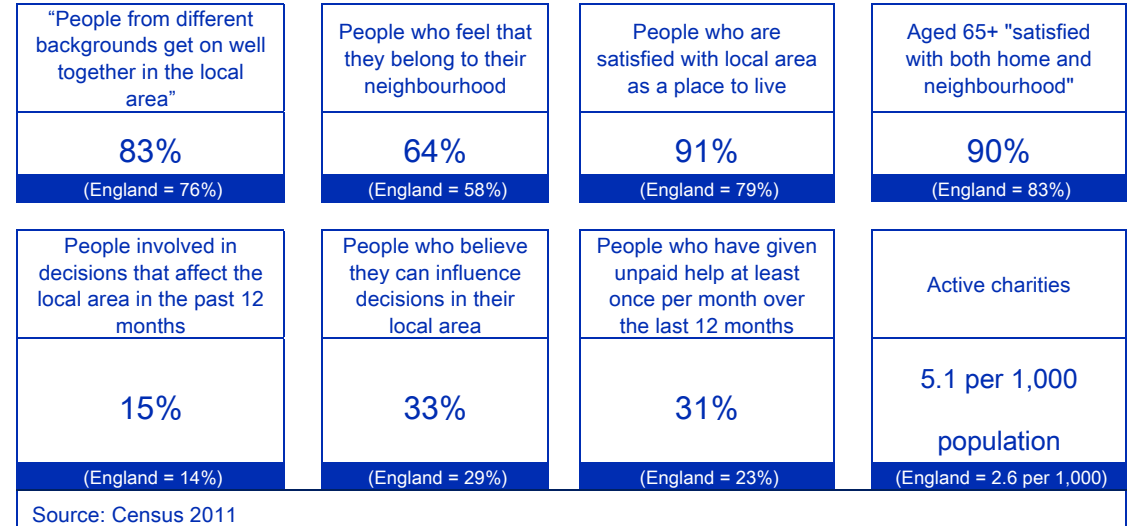 “People from different
backgrounds get on well
together in the local
area”
83%
(England = 76%)
People who feel that
they belong to their
neighbourhood
64%
(England = 58%)
People who are
satisfied with local area
as a place to live
91%
(England = 79%)
Aged 65+ "satisfied
with both home and
neighbourhood"
90%
(England = 83%)
People involved in
decisions that affect the
local area in the past 12
months
15%
(England = 14%)
People who believe
they can influence
decisions in their
local area
33%
(England = 29%)
People who have given
unpaid help at least
once per month over
the last 12 months
31%
(England = 23%)
Active charities
5.1 per 1,000
population
(England = 2.6 per 1,000)
Source: Census 2011